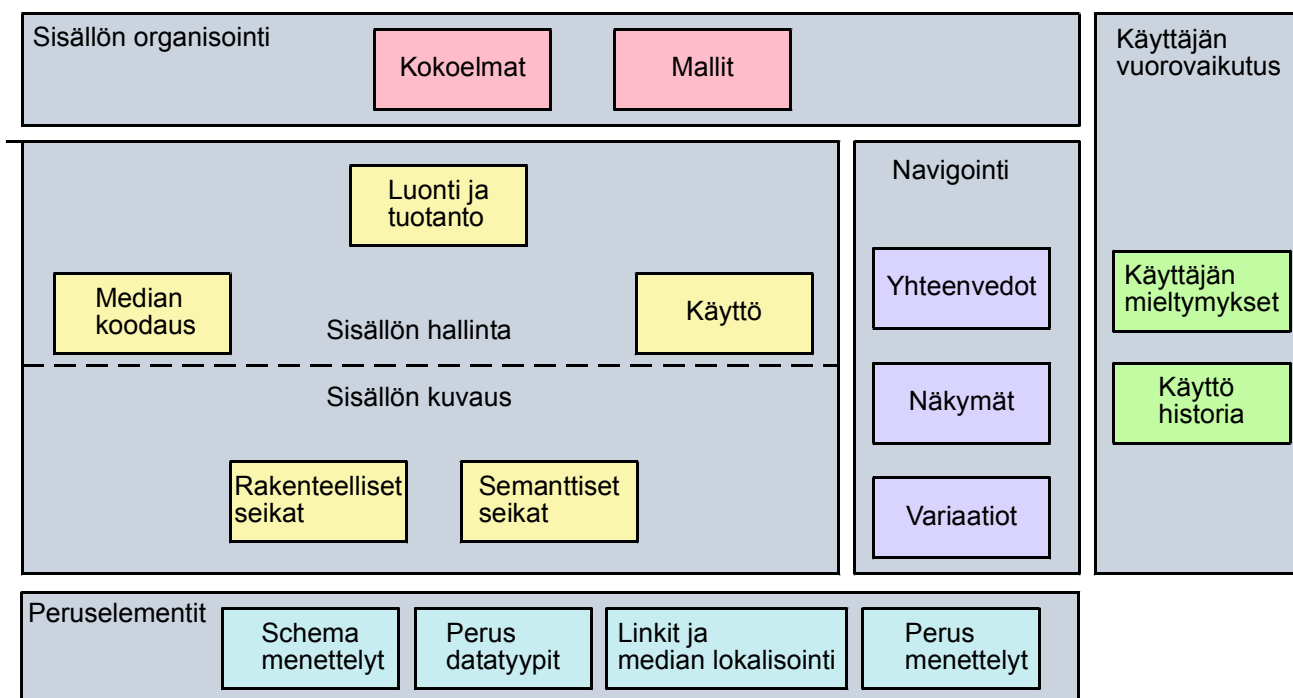 Sisällön organisointi
Kokoelmat
Mallit
Käyttäjän
vuorovaikutus
Luonti ja
tuotanto
Median
koodaus
Sisällön hallinta
Käyttö
Sisällön kuvaus
Rakenteelliset
seikat
Semanttiset
seikat
Navigointi
Yhteenvedot
Näkymät
Variaatiot
Käyttäjän
mieltymykset
Käyttö
historia
Peruselementit
Schema
menettelyt
Perus
datatyypit
Linkit ja
median lokalisointi
Perus
menettelyt